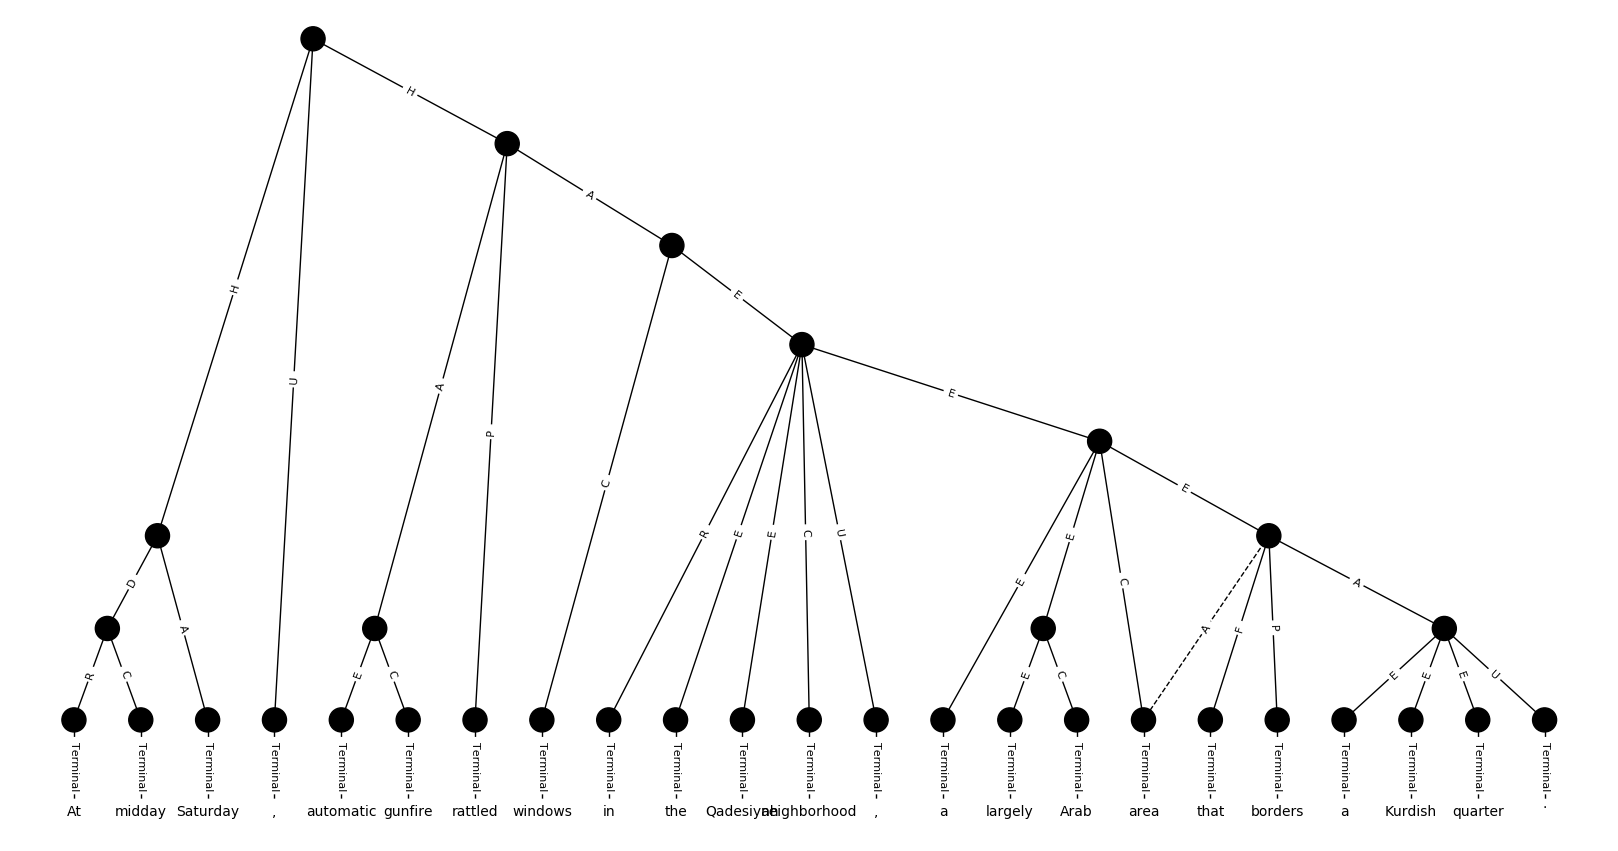 H
A
E
E
E
H
U
A
P
C
R
E
E
C
U
E
E
C
A
F
P
A
D
A
R
C
E
C
E
C
E
E
E
U
Terminal Terminal Terminal Terminal Terminal Terminal Terminal Terminal Terminal Terminal Terminal Terminal Terminal Terminal Terminal Terminal Terminal Terminal Terminal Terminal Terminal Terminal Terminal
At midday Saturday , automatic gunfire rattled windows in the Qadesiyah neighborhood , a largely Arab area that borders a Kurdish quarter .